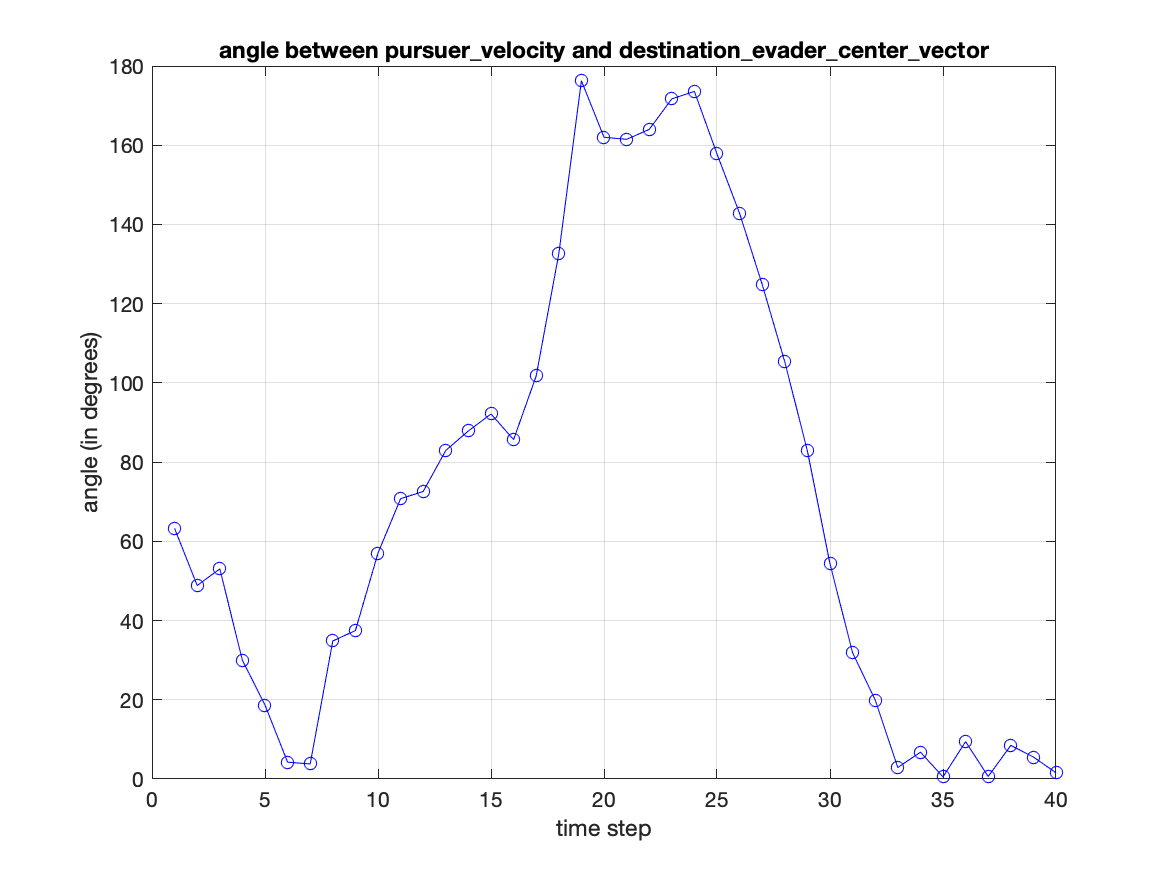 angle between pursuer_velocity and destination_evader_center_vector
180
160
140
120
100
80
60
40
20
0
angle (in degrees)
0 5 10 15 20 25 30 35 40
time step